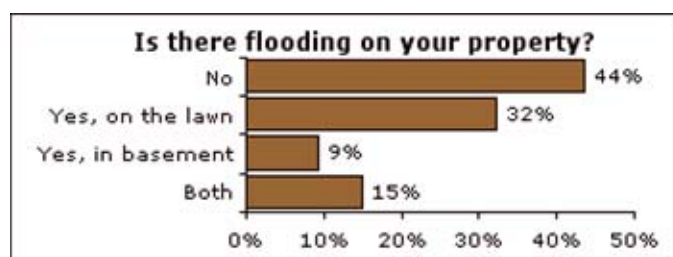 Is there flooding on your property?
No 44%
Yes, on the lawn 32%
Yes, in basement 9%
Both 15%
0% 10% 20% 30% 40% 50%